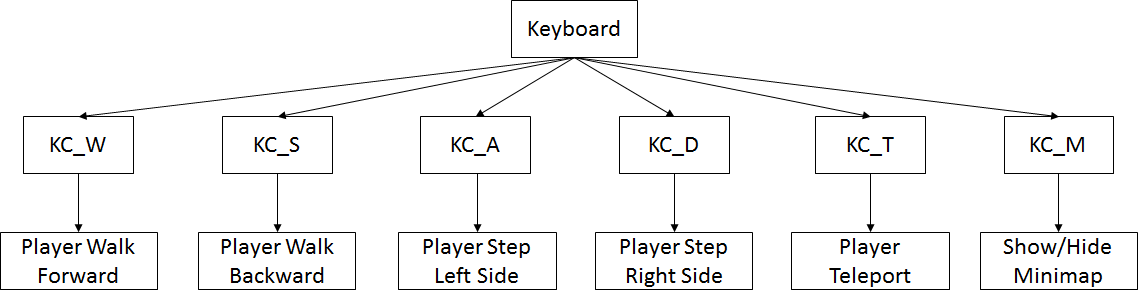 Keyboard
KC_W
KC_S
KC_A
KC_D
KC_T
KC_M
Player Walk
Forward
Player Walk
Backward
Player Step
Left Side
Player Step
Right Side
Player
Teleport
Show/Hide
Minimap